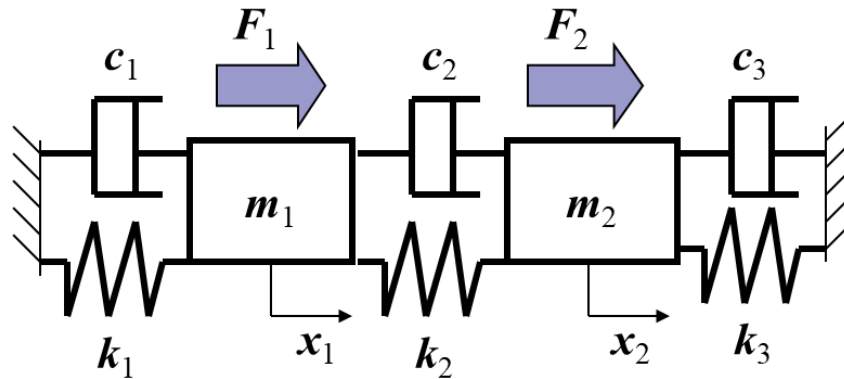 F₁ F₂
c₁ c₂ c₃
m₁ m₂
x₁ x₂
k₁ k₂ k₃